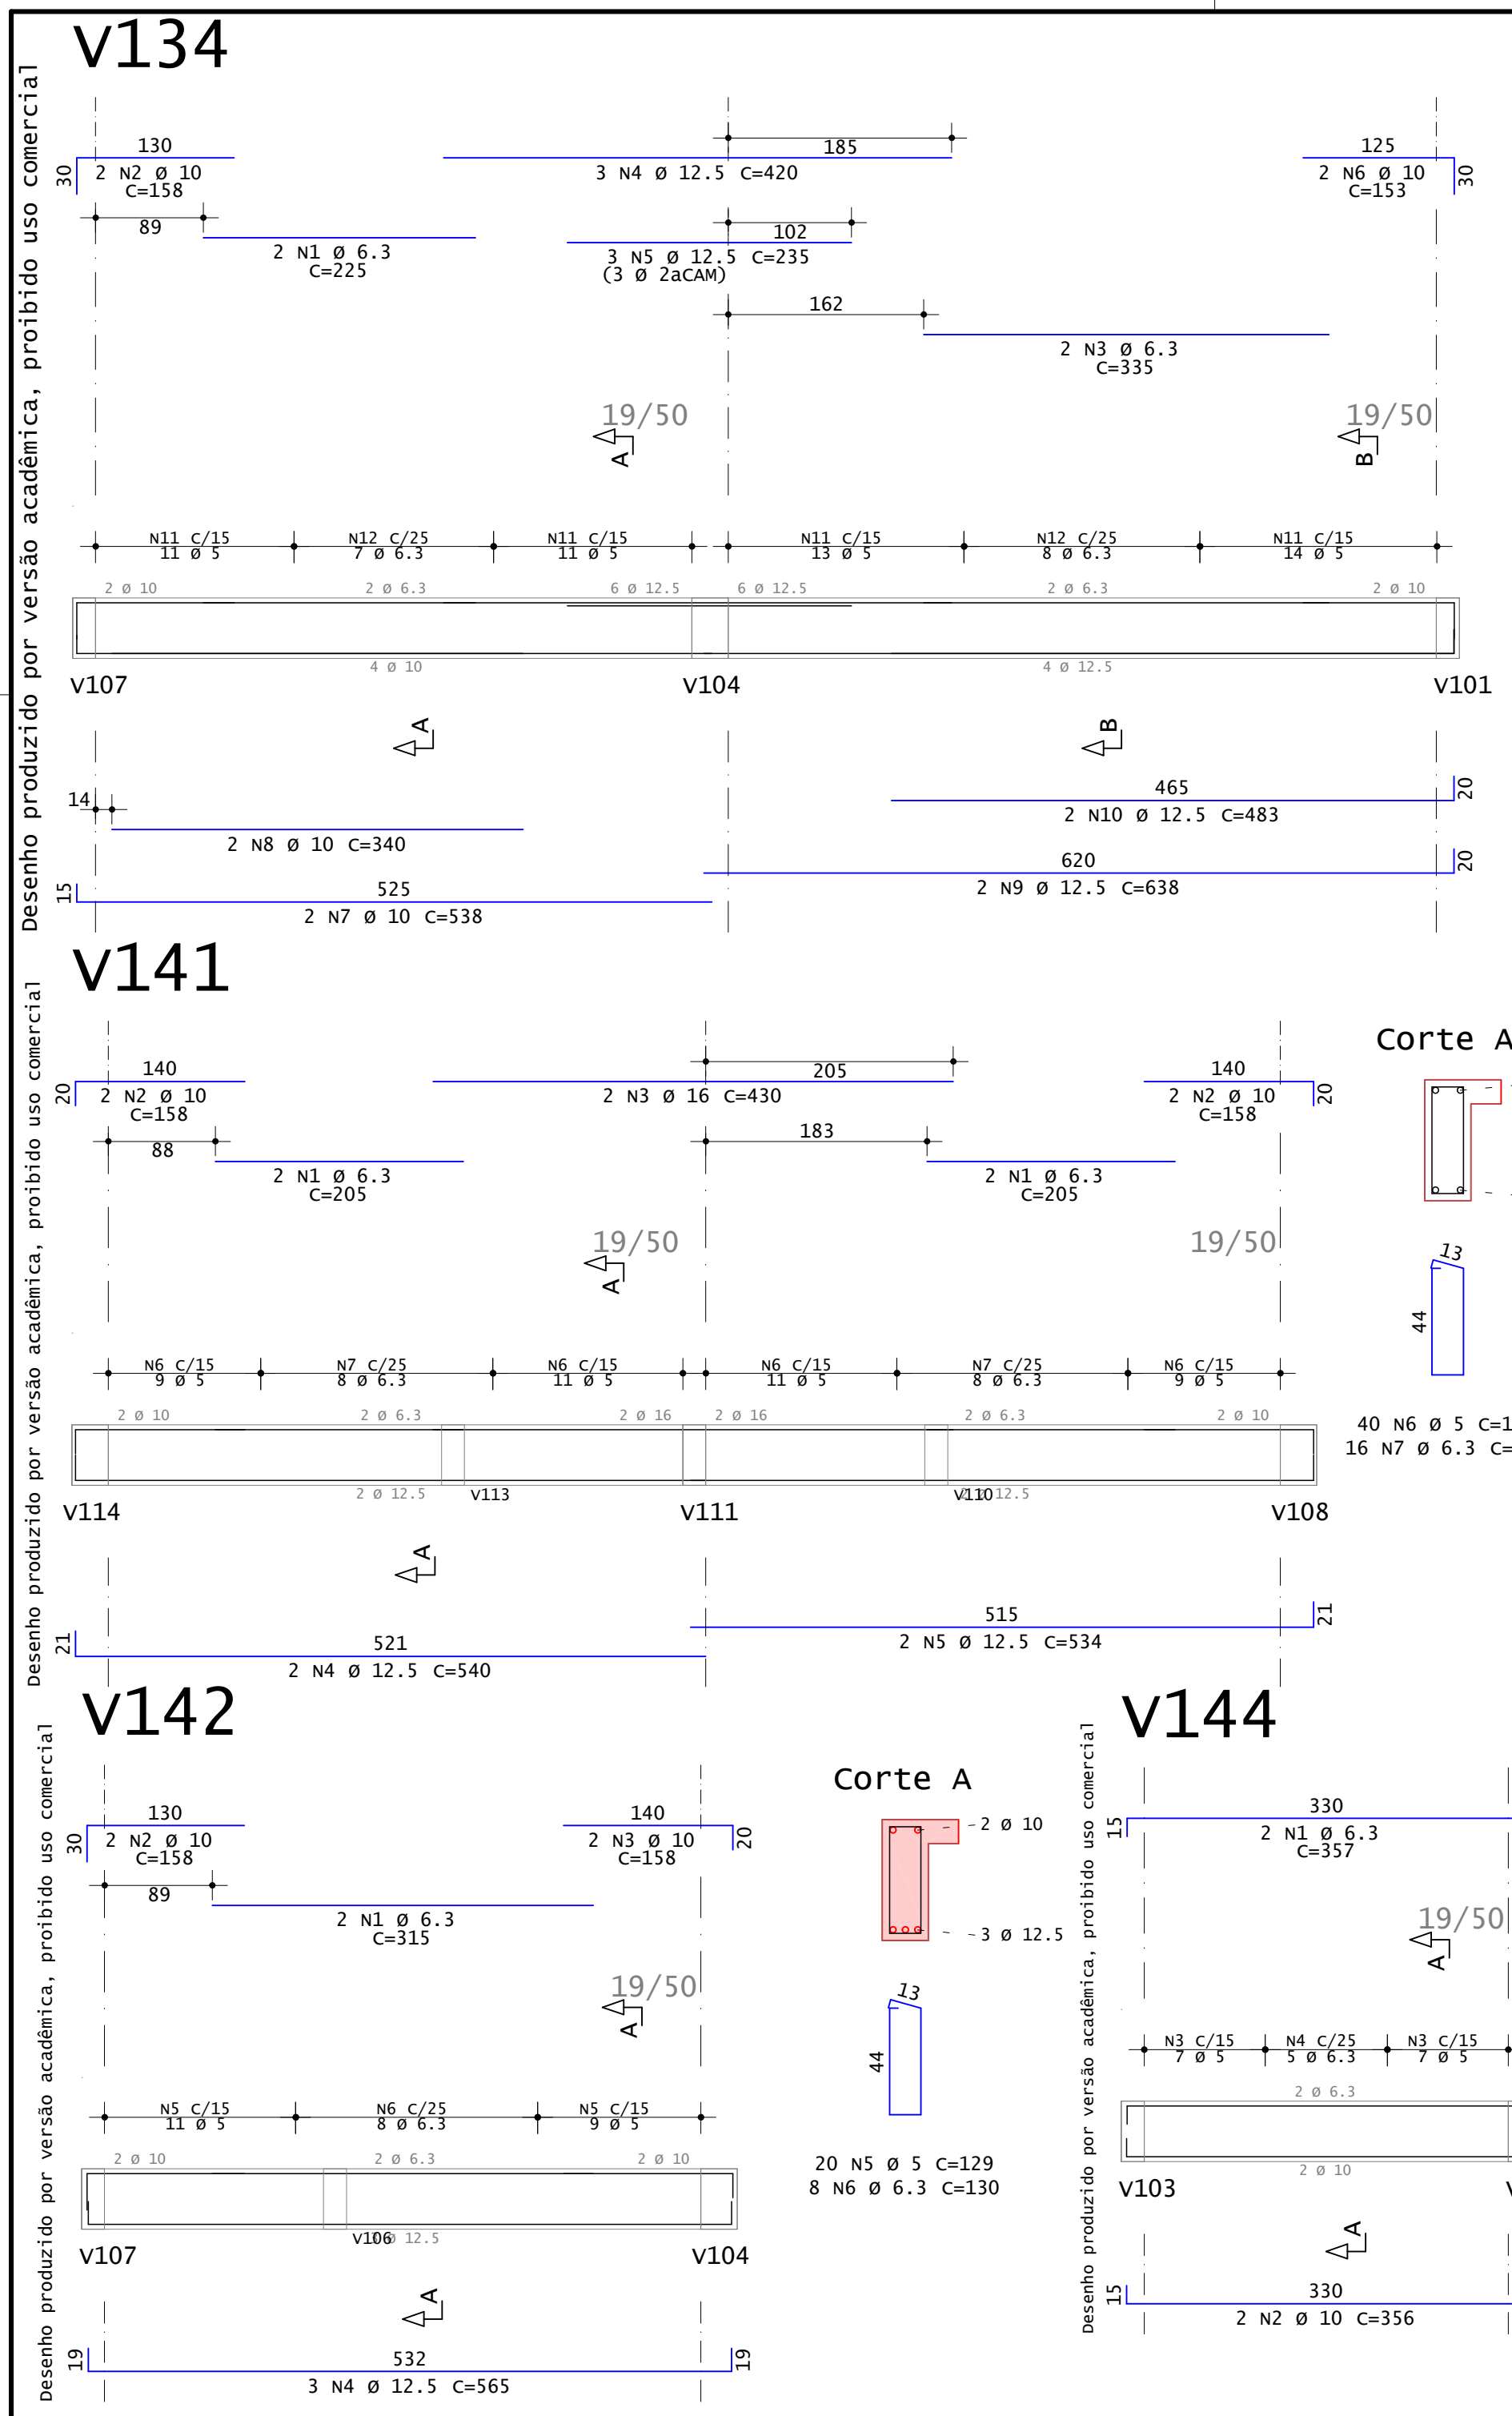 V134
Desenho produzido por versão acadêmica, proibido uso comercial
130
30
2 N2 Ø 10
C=158
89
2 N1 Ø 6.3
C=225
185
3 N4 Ø 12.5 C=420
102
3 N5 Ø 12.5 C=235
(3 Ø 2aCAM)
162
2 N3 Ø 6.3
C=335
125
30
2 N6 Ø 10
C=153
19/50
A
19/50
B
N11 C/15
11 Ø 5
N12 C/25
7 Ø 6.3
N11 C/15
11 Ø 5
N11 C/15
13 Ø 5
N12 C/25
8 Ø 6.3
N11 C/15
14 Ø 5
2 Ø 10
2 Ø 6.3
6 Ø 12.5
6 Ø 12.5
2 Ø 6.3
2 Ø 10
4 Ø 10
4 Ø 12.5
V107
V104
V101
A
B
14
2 N8 Ø 10 C=340
465
20
2 N10 Ø 12.5 C=483
15
525
2 N7 Ø 10 C=538
620
20
2 N9 Ø 12.5 C=638
V141
Desenho produzido por versão acadêmica, proibido uso comercial
140
20
2 N2 Ø 10
C=158
88
2 N1 Ø 6.3
C=205
205
2 N3 Ø 16 C=430
183
2 N1 Ø 6.3
C=205
140
20
2 N2 Ø 10
C=158
19/50
A
19/50
N6 C/15
9 Ø 5
N7 C/25
8 Ø 6.3
N6 C/15
11 Ø 5
N6 C/15
11 Ø 5
N7 C/25
8 Ø 6.3
N6 C/15
9 Ø 5
2 Ø 10
2 Ø 6.3
2 Ø 16
2 Ø 16
2 Ø 6.3
2 Ø 10
2 Ø 12.5
V113
V110
Ø 12.5
V114
V111
V108
A
21
521
2 N4 Ø 12.5 C=540
515
21
2 N5 Ø 12.5 C=534
Corte A
13
44
40 N6 Ø 5 C=1
16 N7 Ø 6.3 C=
V142
Desenho produzido por versão acadêmica, proibido uso comercial
130
30
2 N2 Ø 10
C=158
89
2 N1 Ø 6.3
C=315
140
20
2 N3 Ø 10
C=158
19/50
A
N5 C/15
11 Ø 5
N6 C/25
8 Ø 6.3
N5 C/15
9 Ø 5
2 Ø 10
2 Ø 6.3
2 Ø 10
V106
Ø 12.5
V107
V104
A
19
532
19
3 N4 Ø 12.5 C=565
Corte A
2 Ø 10
3 Ø 12.5
13
44
20 N5 Ø 5 C=129
8 N6 Ø 6.3 C=130
V144
Desenho produzido por versão acadêmica, proibido uso comercial
330
15
2 N1 Ø 6.3
C=357
19/50
A
N3 C/15
7 Ø 5
N4 C/25
5 Ø 6.3
N3 C/15
7 Ø 5
2 Ø 6.3
2 Ø 10
V103
A
15
330
2 N2 Ø 10 C=356